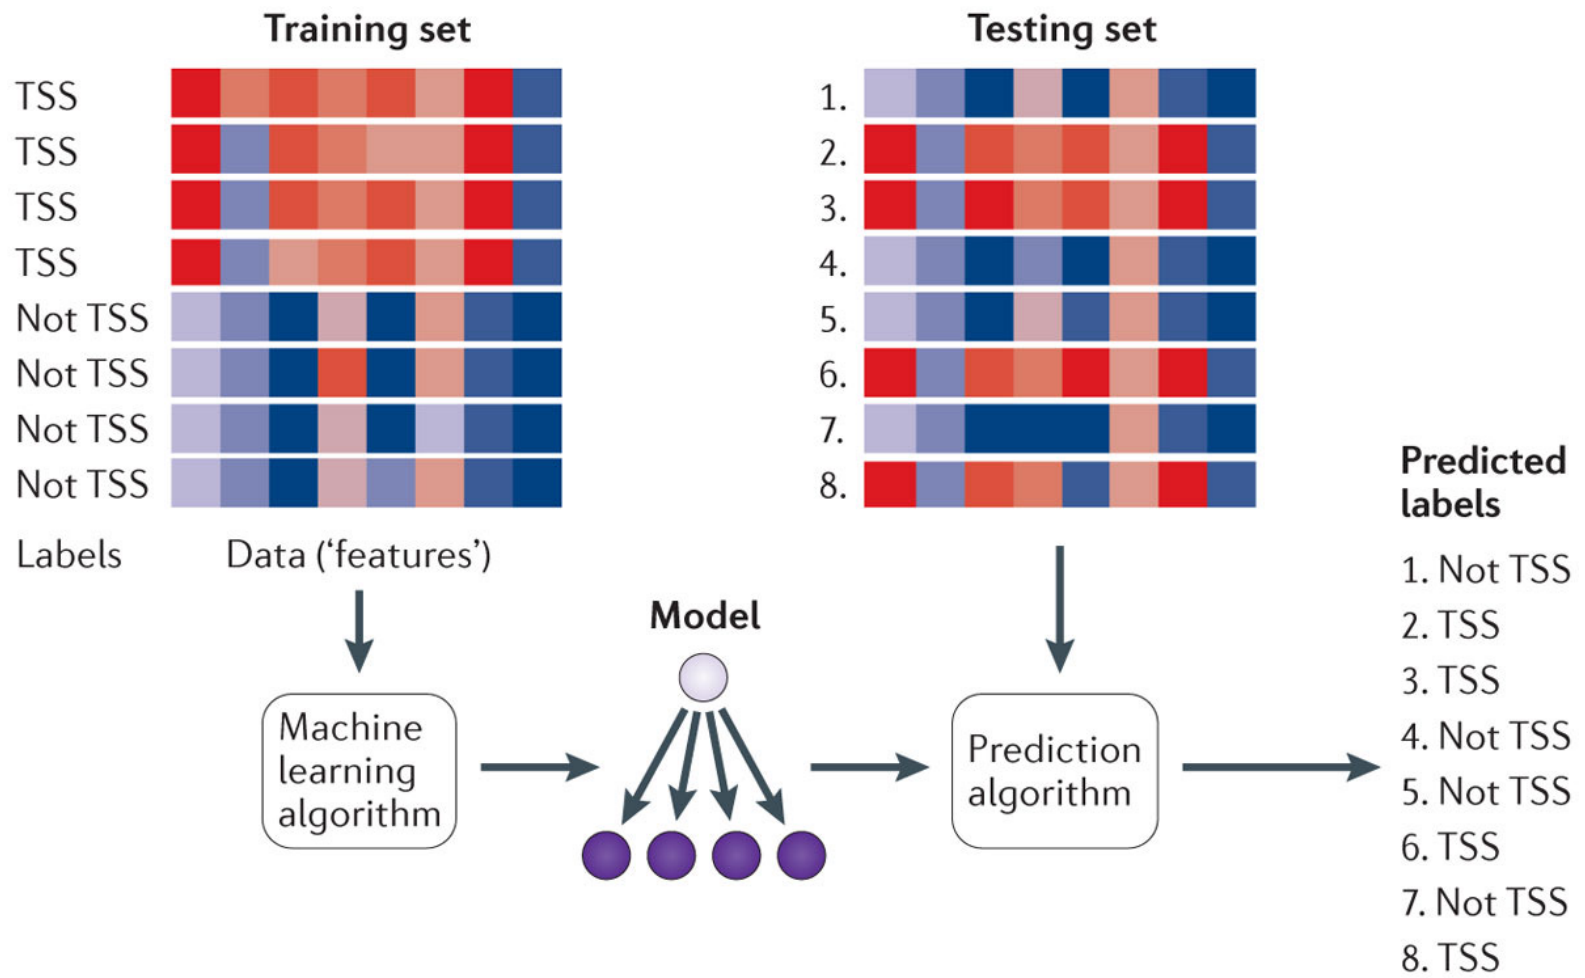 Training set
TSS
TSS
TSS
TSS
Not TSS
Not TSS
Not TSS
Not TSS
Labels
Data (‘features’)
Machine
learning
algorithm
Model
Testing set
1.
2.
3.
4.
5.
6.
7.
8.
Prediction
algorithm
Predicted
labels
1. Not TSS
2. TSS
3. TSS
4. Not TSS
5. Not TSS
6. TSS
7. Not TSS
8. TSS